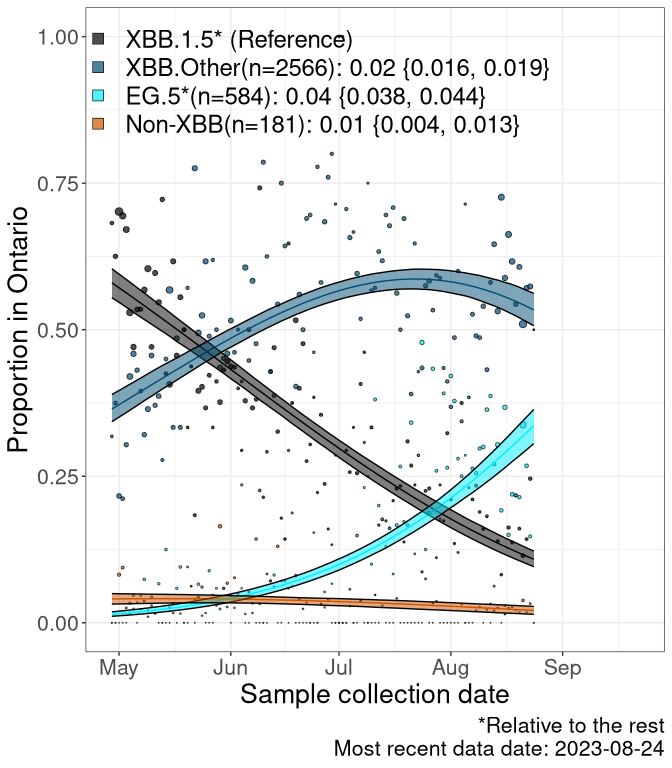 XBB.1.5* (Reference)
XBB.Other(n=2566): 0.02 {0.016, 0.019}
EG.5*(n=584): 0.04 {0.038, 0.044}
Non-XBB(n=181): 0.01 {0.004, 0.013}
1.00
0.75
0.50
0.25
0.00
Proportion in Ontario
May Jun Jul Aug Sep
Sample collection date
*Relative to the rest
Most recent data date: 2023-08-24